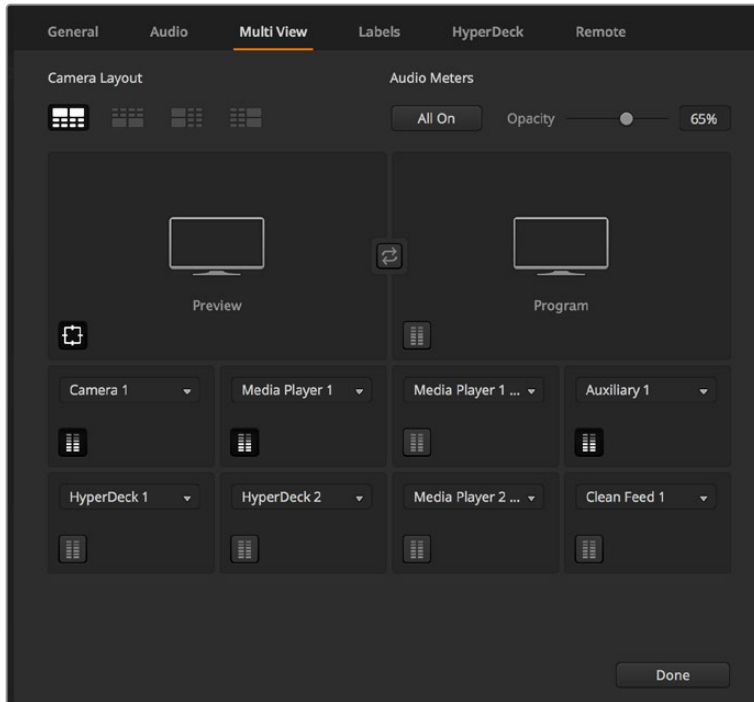 General Audio Multi View Labels HyperDeck Remote
Camera Layout Audio Meters
All On Opacity 65%
Preview Program
Camera 1 Media Player 1 Media Player 1 ... Auxiliary 1
HyperDeck 1 HyperDeck 2 Media Player 2 ... Clean Feed 1
Done